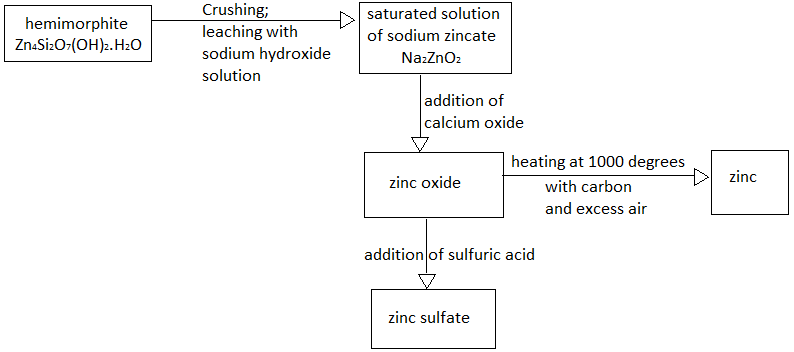 hemimorphite
Zn₄Si₂O₇(OH)₂.H₂O
Crushing;
leaching with
sodium hydroxide
solution
saturated solution
of sodium zincate
Na₂ZnO₂
addition of
calcium oxide
zinc oxide
heating at 1000 degrees
with carbon
and excess air
zinc
addition of sulfuric acid
zinc sulfate